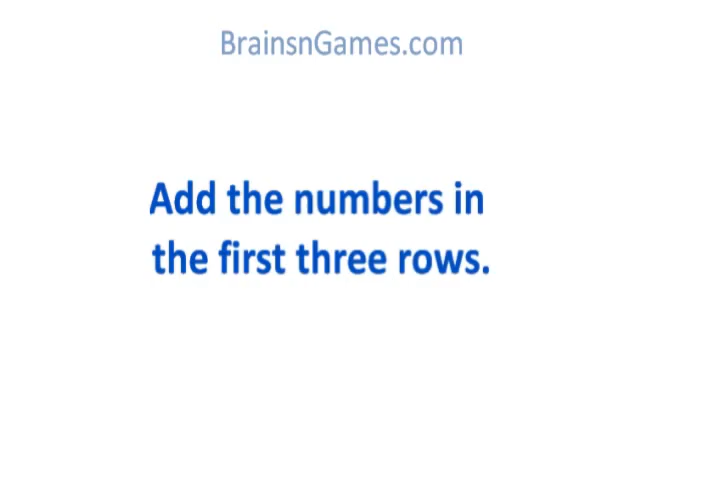 BrainsnGames.com
Add the numbers in
the first three rows.